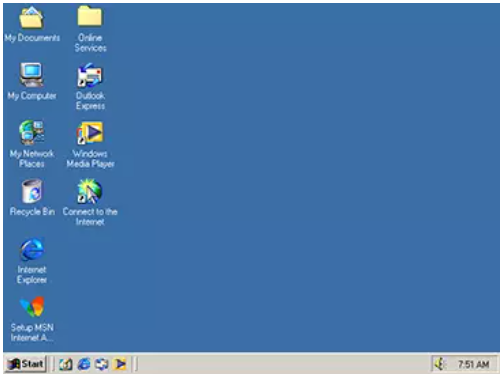 My Documents
Online
Services
My Computer
Outlook
Express
My Network
Places
Windows
Media Player
Recycle Bin
Connect to the
Internet
Internet
Explorer
Setup MSN
Internet A...
Start
7:51 AM